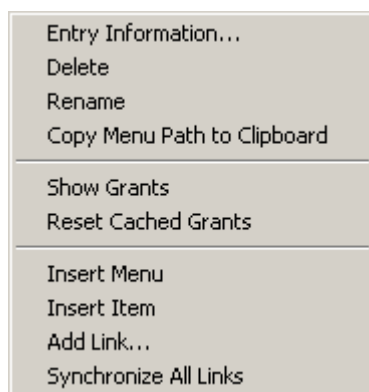 Entry Information...
Delete
Rename
Copy Menu Path to Clipboard
Show Grants
Reset Cached Grants
Insert Menu
Insert Item
Add Link...
Synchronize All Links